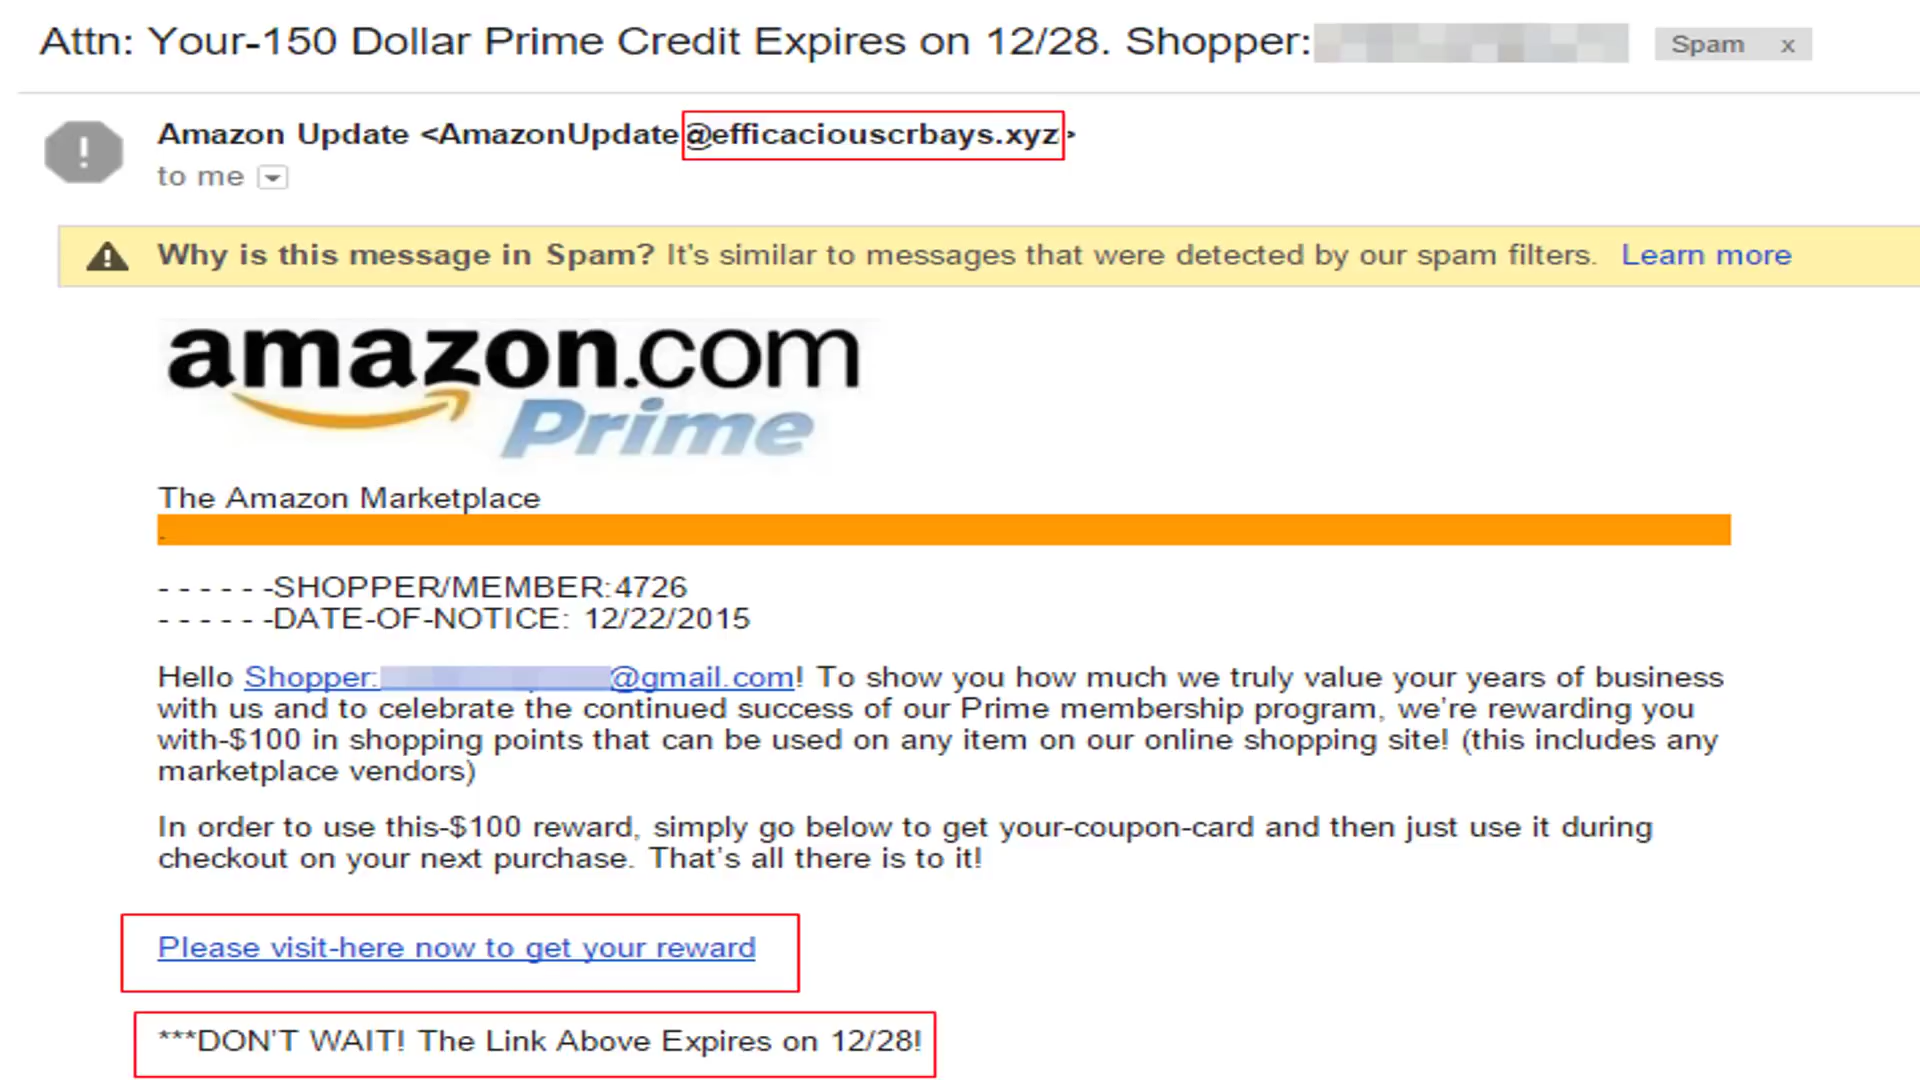 Attn: Your-150 Dollar Prime Credit Expires on 12/28. Shopper:
Spam x
Amazon Update <AmazonUpdate@efficaciouscrbays.xyz>
to me
Why is this message in Spam? It's similar to messages that were detected by our spam filters. Learn more
amazon.com
Prime
The Amazon Marketplace
- - - - - -SHOPPER/MEMBER:4726
- - - - - -DATE-OF-NOTICE: 12/22/2015
Hello Shopper: @gmail.com! To show you how much we truly value your years of business
with us and to celebrate the continued success of our Prime membership program, we're rewarding you
with-$100 in shopping points that can be used on any item on our online shopping site! (this includes any
marketplace vendors)
In order to use this-$100 reward, simply go below to get your-coupon-card and then just use it during
checkout on your next purchase. That's all there is to it!
Please visit-here now to get your reward
***DON'T WAIT! The Link Above Expires on 12/28!